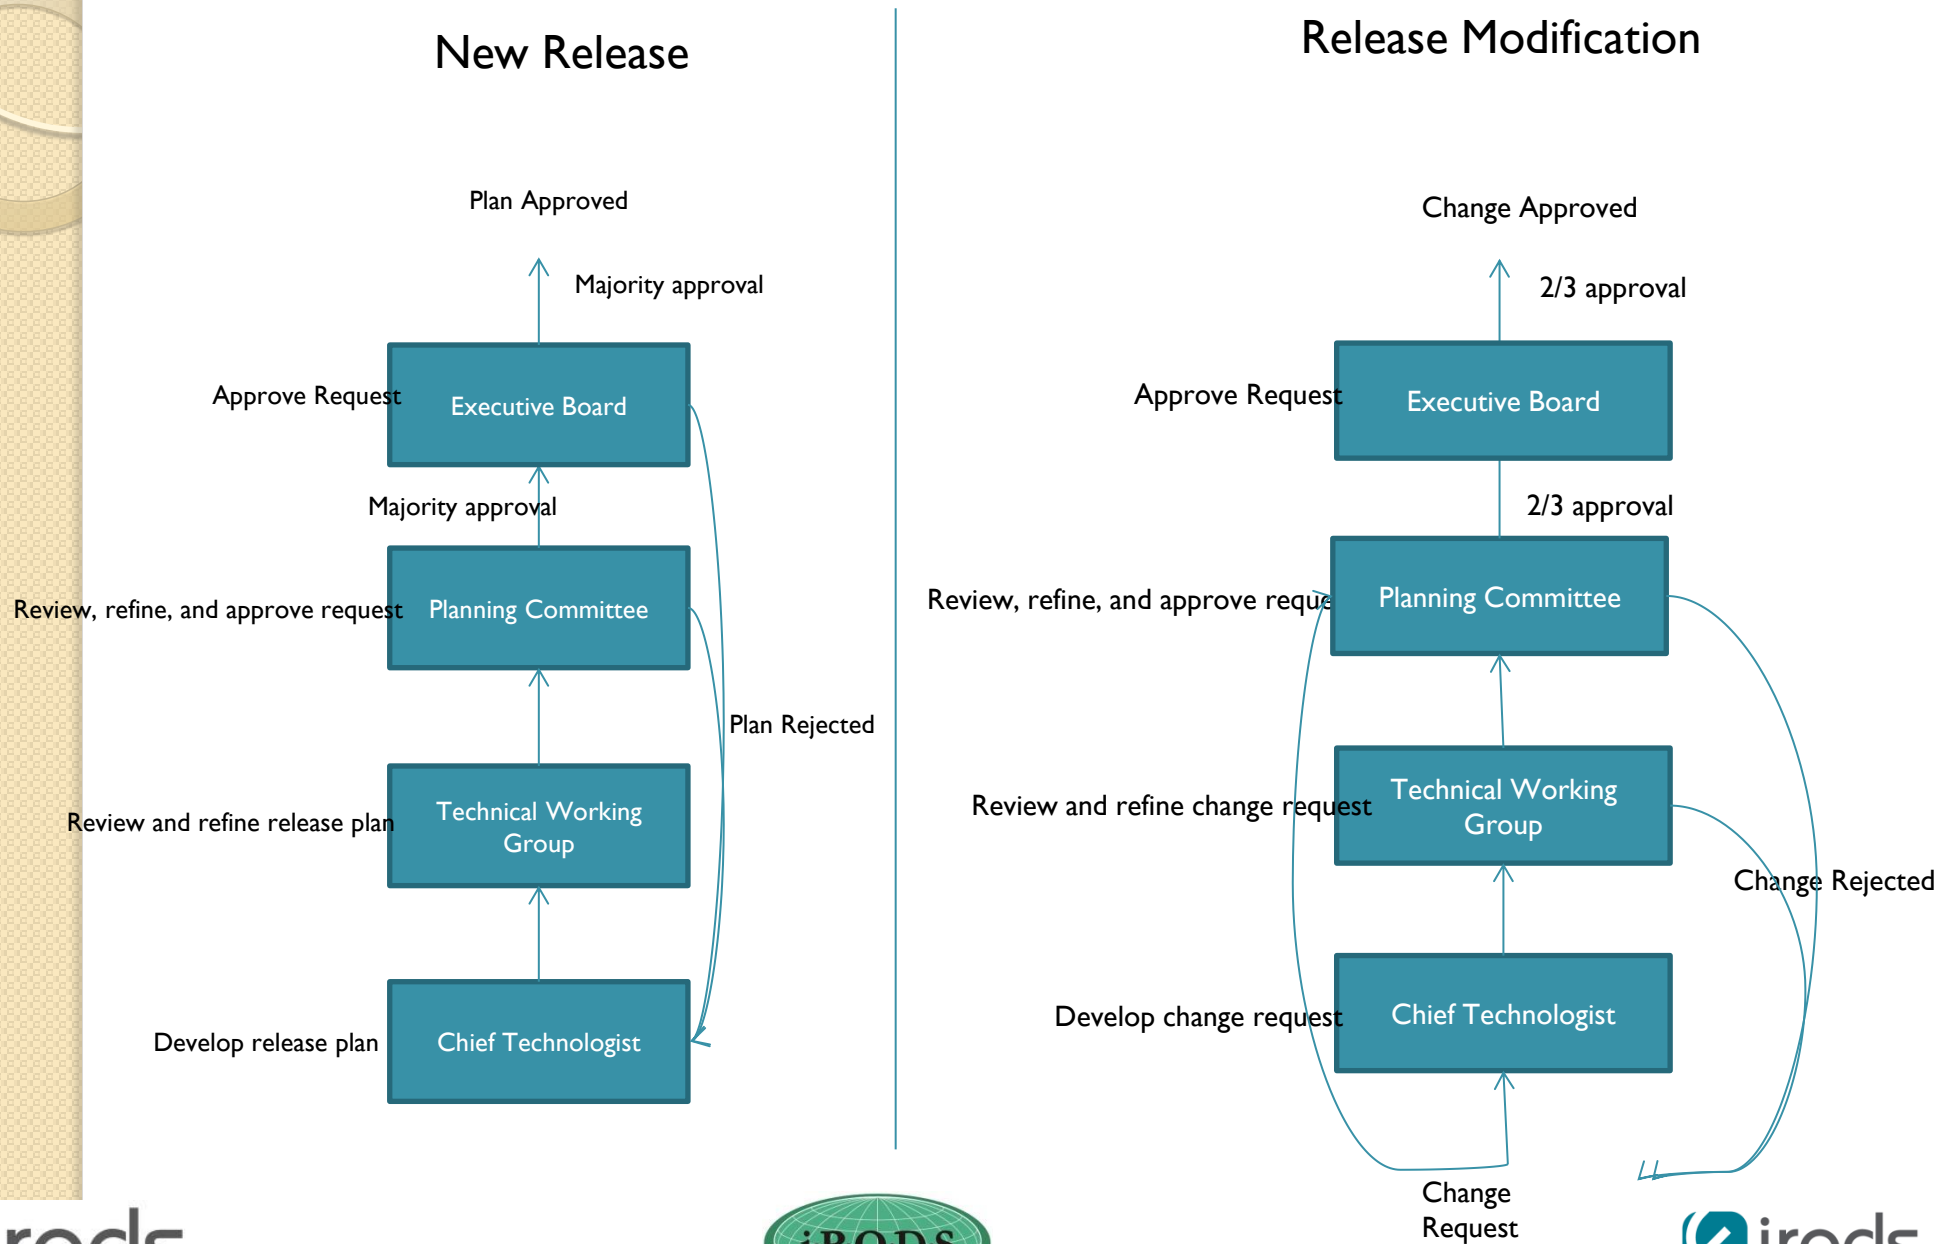 New Release
Plan Approved
Majority approval
Approve Request
Executive Board
Majority approval
Review, refine, and approve request
Planning Committee
Plan Rejected
Review and refine release plan
Technical Working
Group
Develop release plan
Chief Technologist
Release Modification
Change Approved
2/3 approval
Approve Request
Executive Board
2/3 approval
Review, refine, and approve reque
Planning Committee
Review and refine change request
Technical Working
Group
Change Rejected
Develop change request
Chief Technologist
Change
Request
iRODS
irods